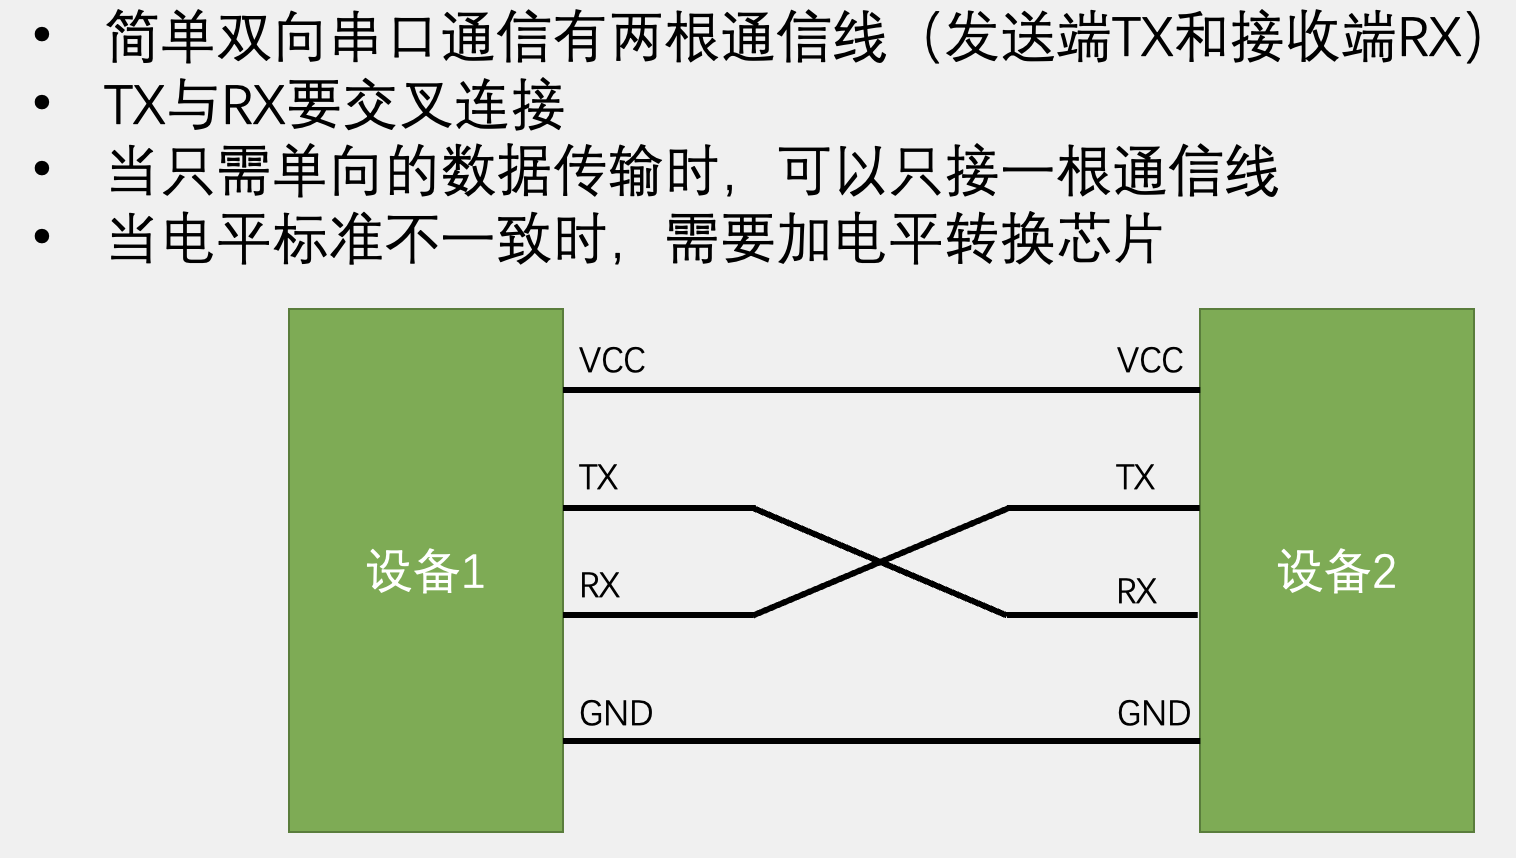 • 简单双向串口通信有两根通信线（发送端TX和接收端RX）
• TX与RX要交叉连接
• 当只需单向的数据传输时，可以只接一根通信线
• 当电平标准不一致时，需要加电平转换芯片
VCC VCC
TX TX
设备1 设备2
RX RX
GND GND